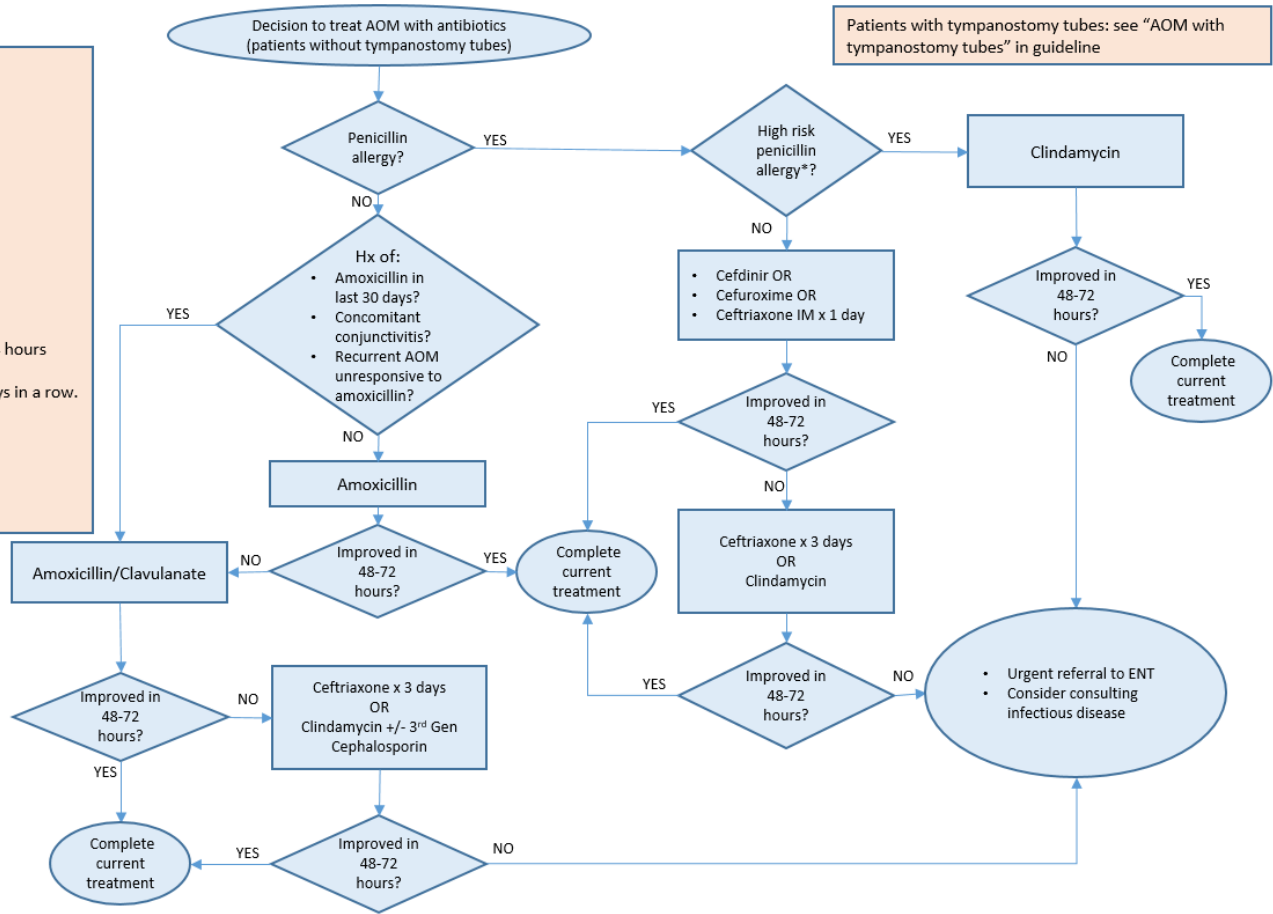 Decision to treat AOM with antibiotics
(patients without tympanostomy tubes)
Patients with tympanostomy tubes: see “AOM with
tympanostomy tubes” in guideline
hours
in a row.
Penicillin
allergy?
YES
NO
High risk
penicillin
allergy*?
YES
NO
Clindamycin
Improved in
48-72
hours?
YES
NO
Complete
current
treatment
Hx of:
• Amoxicillin in
last 30 days?
• Concomitant
conjunctivitis?
• Recurrent AOM
unresponsive to
amoxicillin?
YES
NO
• Cefdinir OR
• Cefuroxime OR
• Ceftriaxone IM x 1 day
Improved in
48-72
hours?
YES
NO
Amoxicillin
Improved in
48-72
hours?
NO
YES
Complete
current
treatment
Ceftriaxone x 3 days
OR
Clindamycin
Improved in
48-72
hours?
YES
NO
• Urgent referral to ENT
• Consider consulting
infectious disease
Amoxicillin/Clavulanate
Improved in
48-72
hours?
NO
YES
Ceftriaxone x 3 days
OR
Clindamycin +/- 3rd Gen
Cephalosporin
Improved in
48-72
hours?
YES
NO
Complete
current
treatment